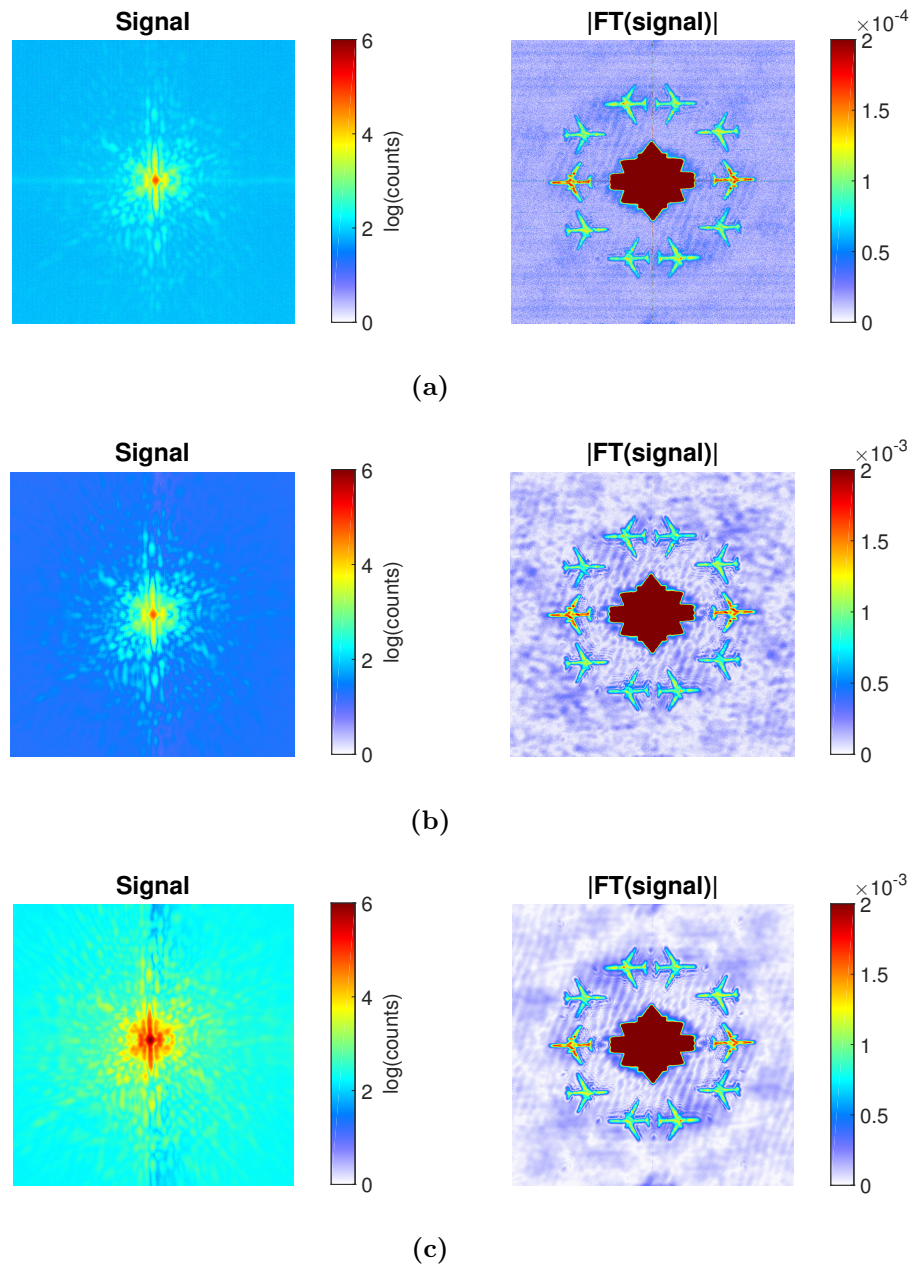 Signal
|FT(signal)|
×10⁻⁴
6
4
2
0
log(counts)
2
1.5
1
0.5
0
(a)
Signal
|FT(signal)|
×10⁻³
6
4
2
0
log(counts)
2
1.5
1
0.5
0
(b)
Signal
|FT(signal)|
×10⁻³
6
4
2
0
log(counts)
2
1.5
1
0.5
0
(c)